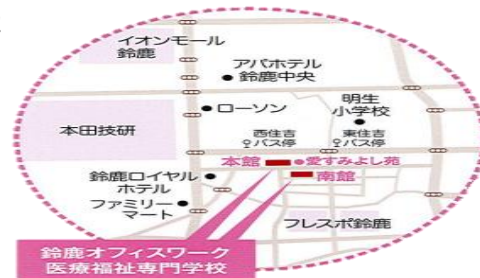 イオンモール
鈴鹿
アパホテル
鈴鹿中央
ローソン
明生
小学校
本田技研
西住吉
バス停
東住吉
バス停
本館
愛すみよし苑
南館
鈴鹿ロイヤル
ホテル
ファミリー
マート
フレスポ鈴鹿
鈴鹿オフィスワーク
医療福祉専門学校